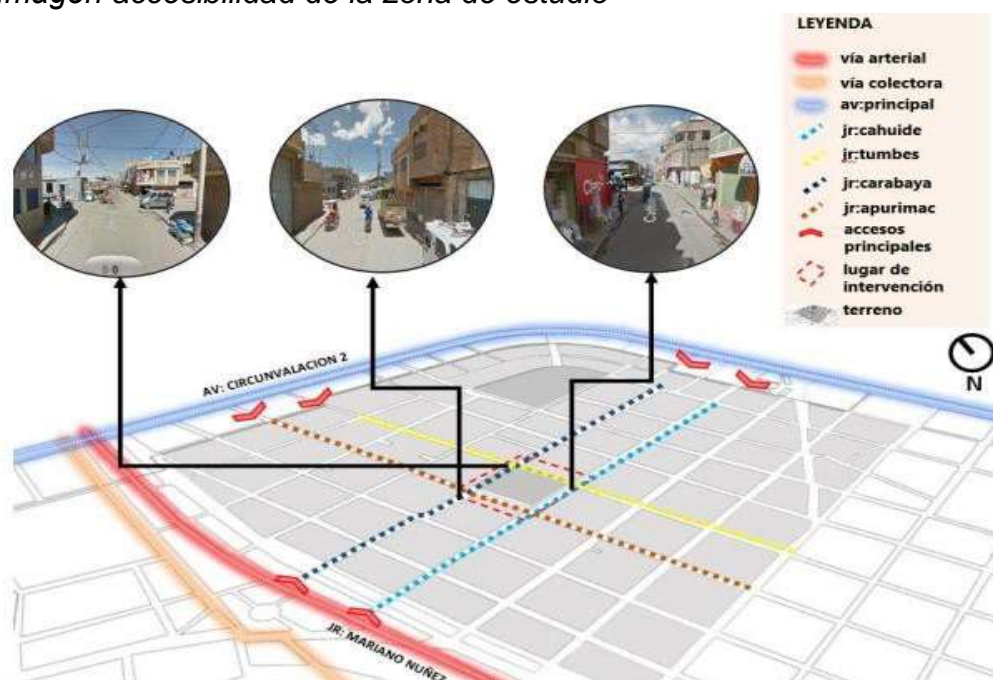 Imagen accesibilidad de la zona de estudio
LEYENDA
vía arterial
vía colectora
av:principal
jr:cahuide
jr:tumbes
jr:carabaya
jr:apurimac
accesos
principales
lugar de
intervención
terreno
N
AV: CIRCUNVALACION 2
JR: MARIANO NUÑEZ